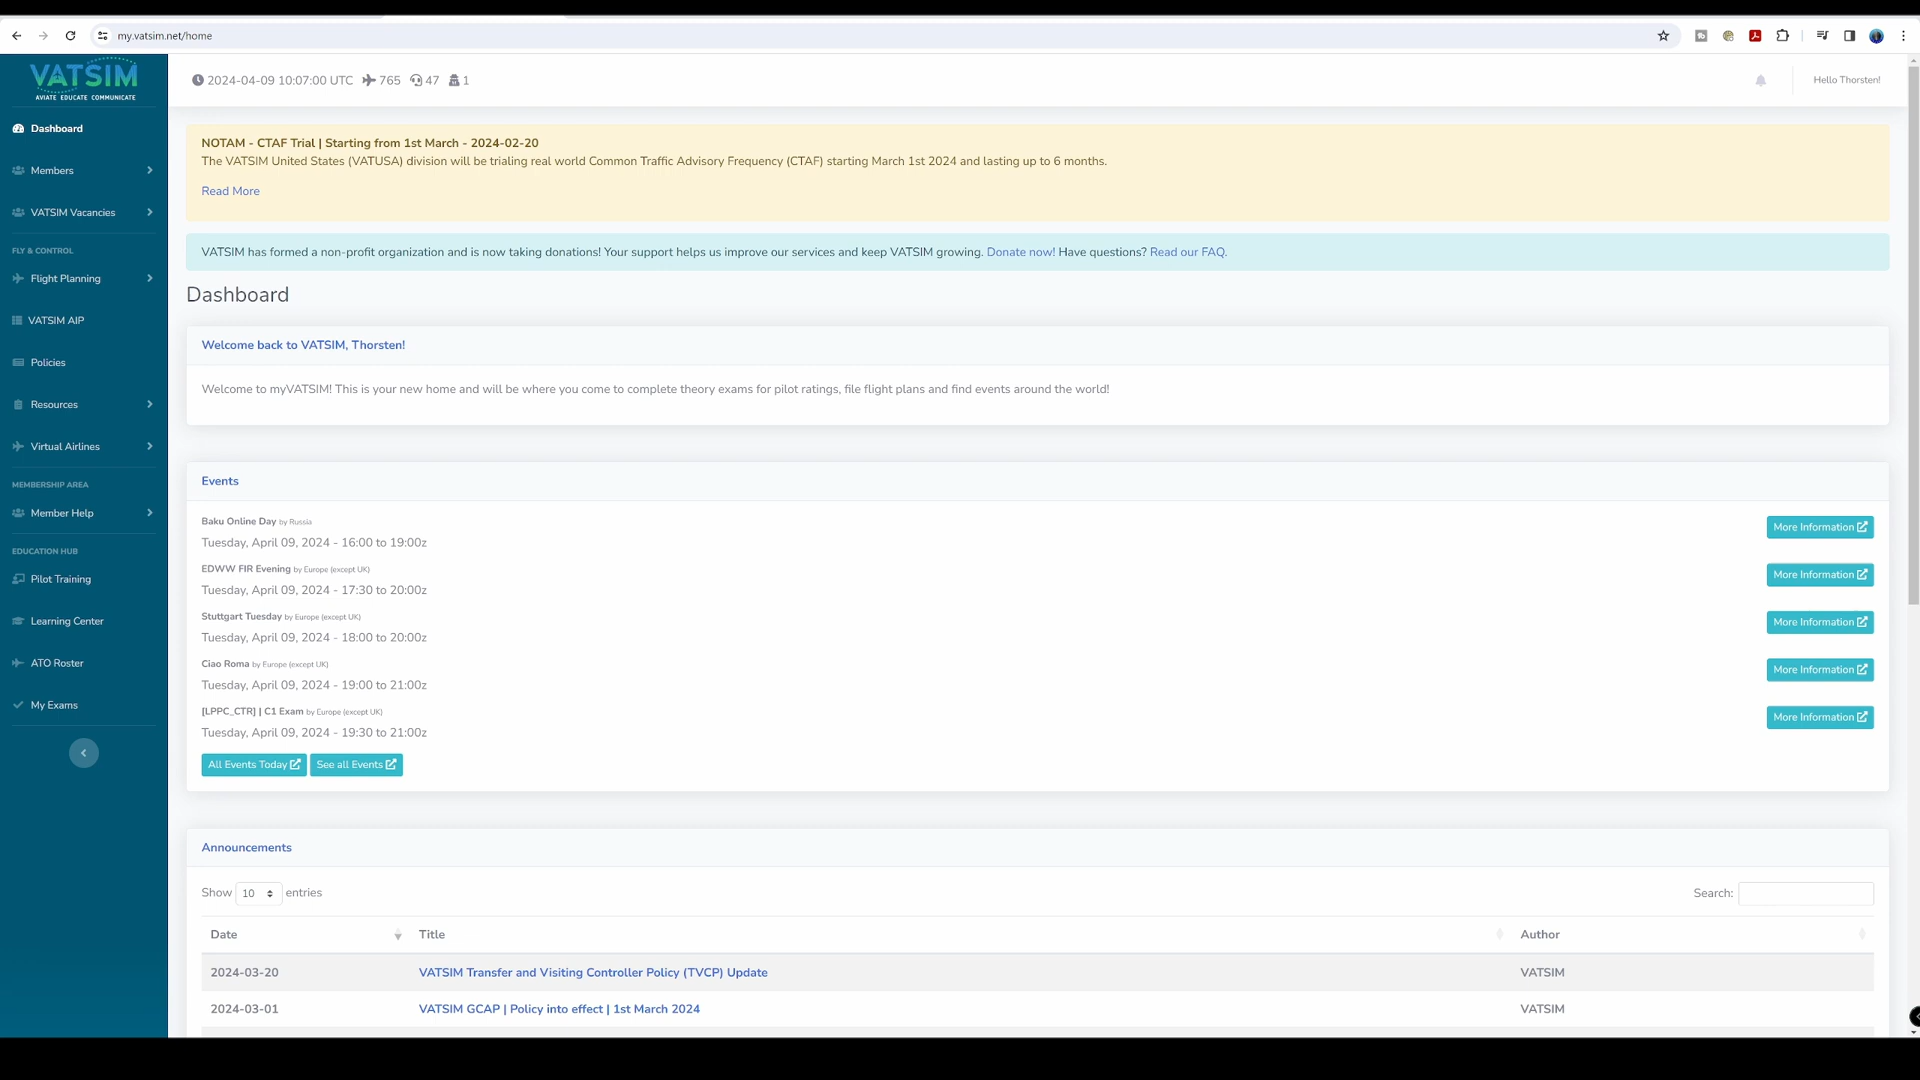 my.vatsim.net/home
VATSIM
AVIATE EDUCATE COMMUNICATE
2024-04-09 10:07:00 UTC 765 47 1
Hello Thorsten!
Dashboard
Members
VATSIM Vacancies
FLY & CONTROL
Flight Planning
VATSIM AIP
Policies
Resources
Virtual Airlines
MEMBERSHIP AREA
Member Help
EDUCATION HUB
Pilot Training
Learning Center
ATO Roster
My Exams
NOTAM - CTAF Trial | Starting from 1st March - 2024-02-20
The VATSIM United States (VATUSA) division will be trialing real world Common Traffic Advisory Frequency (CTAF) starting March 1st 2024 and lasting up to 6 months.
Read More
VATSIM has formed a non-profit organization and is now taking donations! Your support helps us improve our services and keep VATSIM growing. Donate now! Have questions? Read our FAQ.
Dashboard
Welcome back to VATSIM, Thorsten!
Welcome to myVATSIM! This is your new home and will be where you come to complete theory exams for pilot ratings, file flight plans and find events around the world!
Events
Baku Online Day by Russia
Tuesday, April 09, 2024 - 16:00 to 19:00z
More Information
EDWW FIR Evening by Europe (except UK)
Tuesday, April 09, 2024 - 17:30 to 20:00z
More Information
Stuttgart Tuesday by Europe (except UK)
Tuesday, April 09, 2024 - 18:00 to 20:00z
More Information
Ciao Roma by Europe (except UK)
Tuesday, April 09, 2024 - 19:00 to 21:00z
More Information
[LPPC_CTR] | C1 Exam by Europe (except UK)
Tuesday, April 09, 2024 - 19:30 to 21:00z
More Information
All Events Today See all Events
Announcements
Show 10 entries
Search:
Date Title Author
2024-03-20 VATSIM Transfer and Visiting Controller Policy (TVCP) Update VATSIM
2024-03-01 VATSIM GCAP | Policy into effect | 1st March 2024 VATSIM